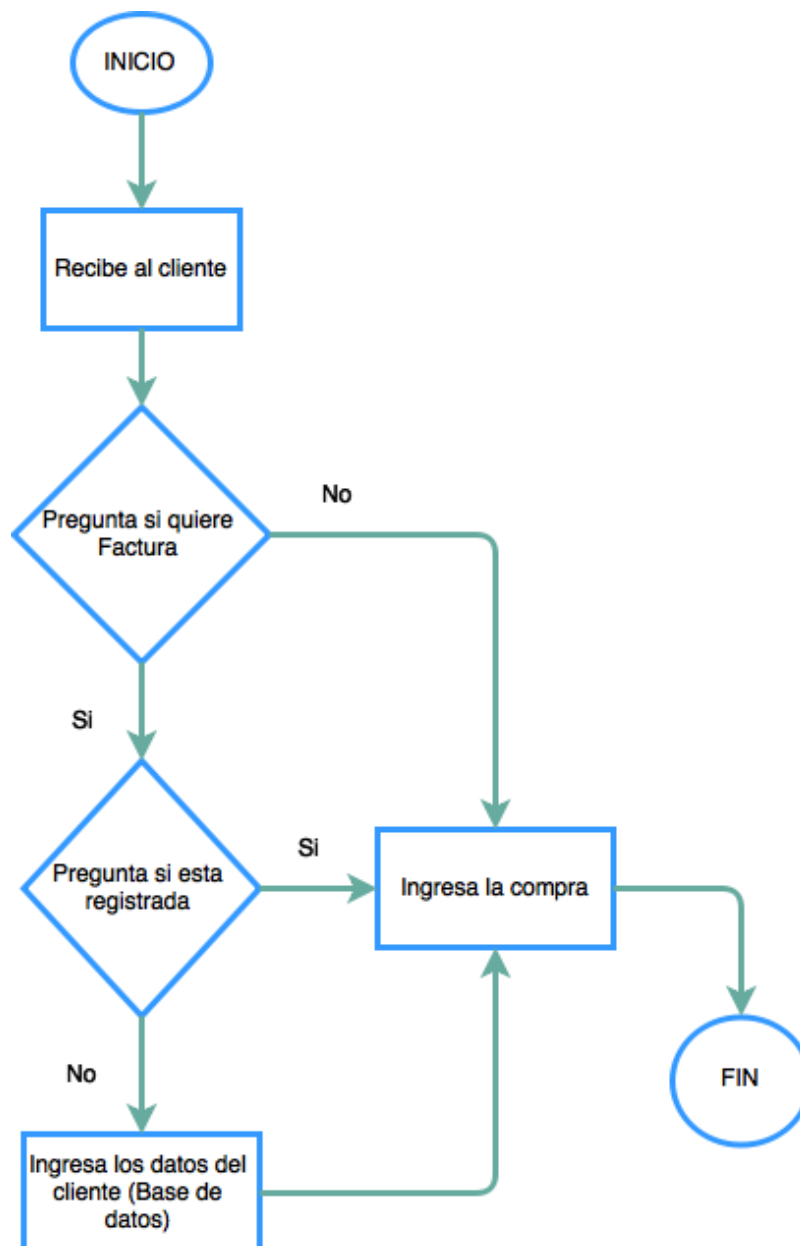 INICIO
Recibe al cliente
No
Pregunta si quiere
Factura
Si
Pregunta si esta
registrada
Si
Ingresa la compra
No
FIN
Ingresa los datos del
cliente (Base de
datos)